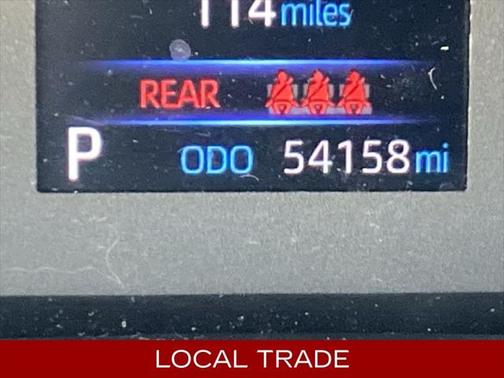 114 miles
REAR
P ODO 54158 mi
LOCAL TRADE